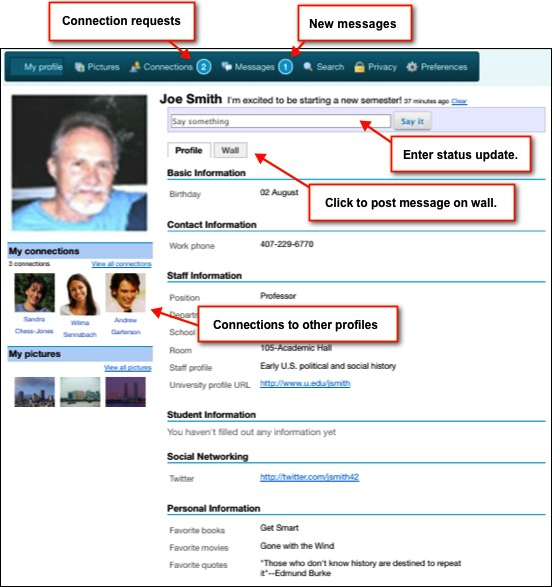 Connection requests
New messages
My profile Pictures Connections 2 Messages 1 Search Privacy Preferences
Joe Smith I'm excited to be starting a new semester! 37 minutes ago Clear
Say something Say it
Enter status update.
Profile Wall
Basic Information
Birthday 02 August
Click to post message on wall.
Contact Information
Work phone 407-229-6770
My connections
3 connections View all connections
Sandra Chess-Jones
Wilma Sennabach
Andrew Garterson
My pictures
View all pictures
Staff Information
Position Professor
Connections to other profiles
School
Room 105-Academic Hall
Staff profile Early U.S. political and social history
University profile URL http://www.u.edu/jsmith
Student Information
You haven't filled out any information yet
Social Networking
Twitter http://twitter.com/jsmith42
Personal Information
Favorite books Get Smart
Favorite movies Gone with the Wind
Favorite quotes "Those who don't know history are destined to repeat
it"--Edmund Burke